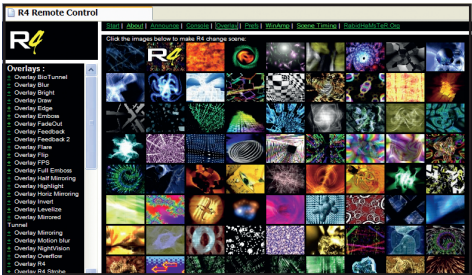 R4 Remote Control
R4
Start | About | Announce | Console | Overlay | Prefs | WinAmp | Scene Timing | RabidHaMsTeR.Org
Click the images below to make R4 change scene:
R4
Overlays :
+ Overlay BioTunnel
+ Overlay Blur
+ Overlay Bright
+ Overlay Draw
+ Overlay Edge
+ Overlay Emboss
+ Overlay FadeOut
+ Overlay Feedback
+ Overlay Feedback 2
+ Overlay Flare
+ Overlay Flip
+ Overlay FPS
+ Overlay Full Emboss
+ Overlay Half Mirroring
+ Overlay Highlight
+ Overlay Horiz Mirroring
+ Overlay Invert
+ Overlay Levelize
+ Overlay Mirrored
Tunnel
+ Overlay Mirroring
+ Overlay Motion blur
+ Overlay NightVision
+ Overlay Overflow
+ Overlay R4
+ Overlay R4 Strobe